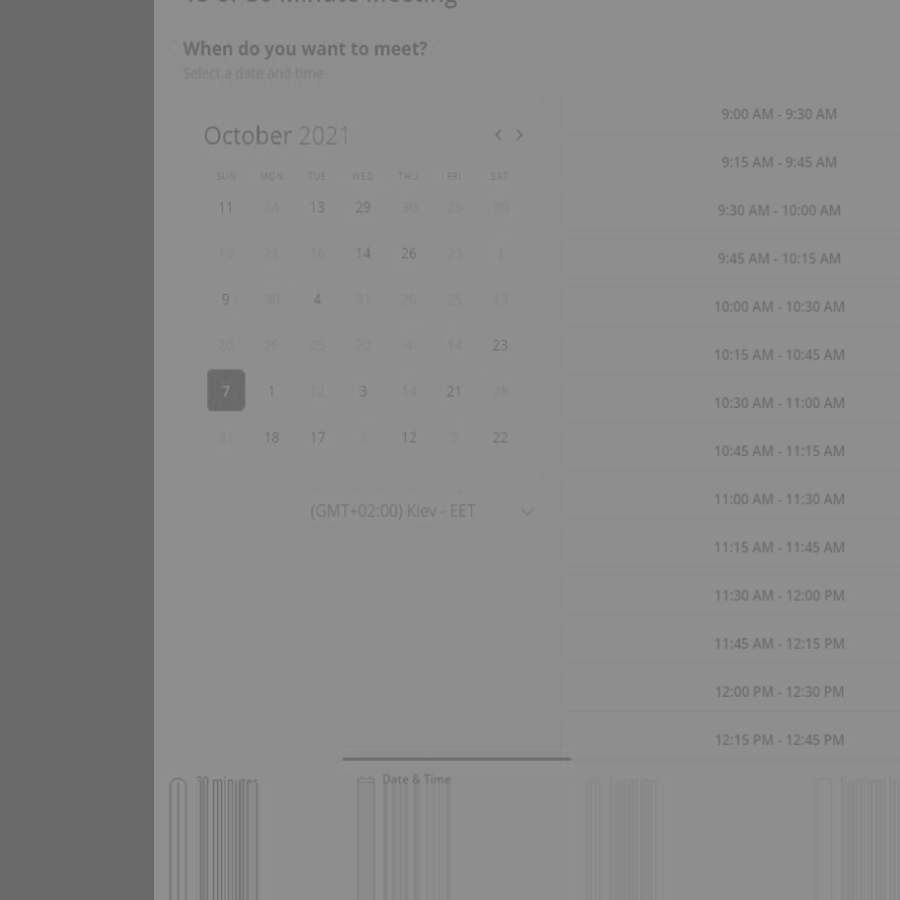 When do you want to meet?
Select a date and time
October 2021
SUN MON TUE WED THU FRI SAT
11 24 13 29 30 25 30
21 16 14 26 23 1
9 30 4 31 26 25 13
20 26 25 20 4 14 23
7 1 12 3 14 21 28
31 18 17 12 22
(GMT+02:00) Kiev - EET
9:00 AM - 9:30 AM
9:15 AM - 9:45 AM
9:30 AM - 10:00 AM
9:45 AM - 10:15 AM
10:00 AM - 10:30 AM
10:15 AM - 10:45 AM
10:30 AM - 11:00 AM
10:45 AM - 11:15 AM
11:00 AM - 11:30 AM
11:15 AM - 11:45 AM
11:30 AM - 12:00 PM
11:45 AM - 12:15 PM
12:00 PM - 12:30 PM
12:15 PM - 12:45 PM
30 minutes
Date & Time
Location